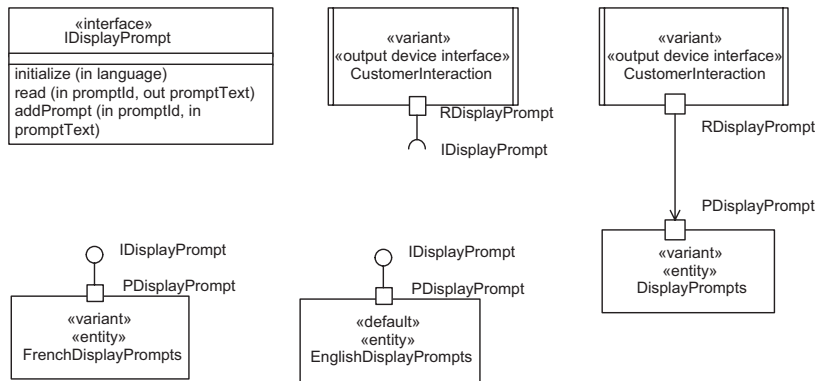 «interface»
IDisplayPrompt
initialize (in language)
read (in promptId, out promptText)
addPrompt (in promptId, in
promptText)
«variant»
«output device interface»
CustomerInteraction
RDisplayPrompt
IDisplayPrompt
«variant»
«output device interface»
CustomerInteraction
RDisplayPrompt
PDisplayPrompt
«variant»
«entity»
DisplayPrompts
IDisplayPrompt
PDisplayPrompt
«variant»
«entity»
FrenchDisplayPrompts
IDisplayPrompt
PDisplayPrompt
«default»
«entity»
EnglishDisplayPrompts